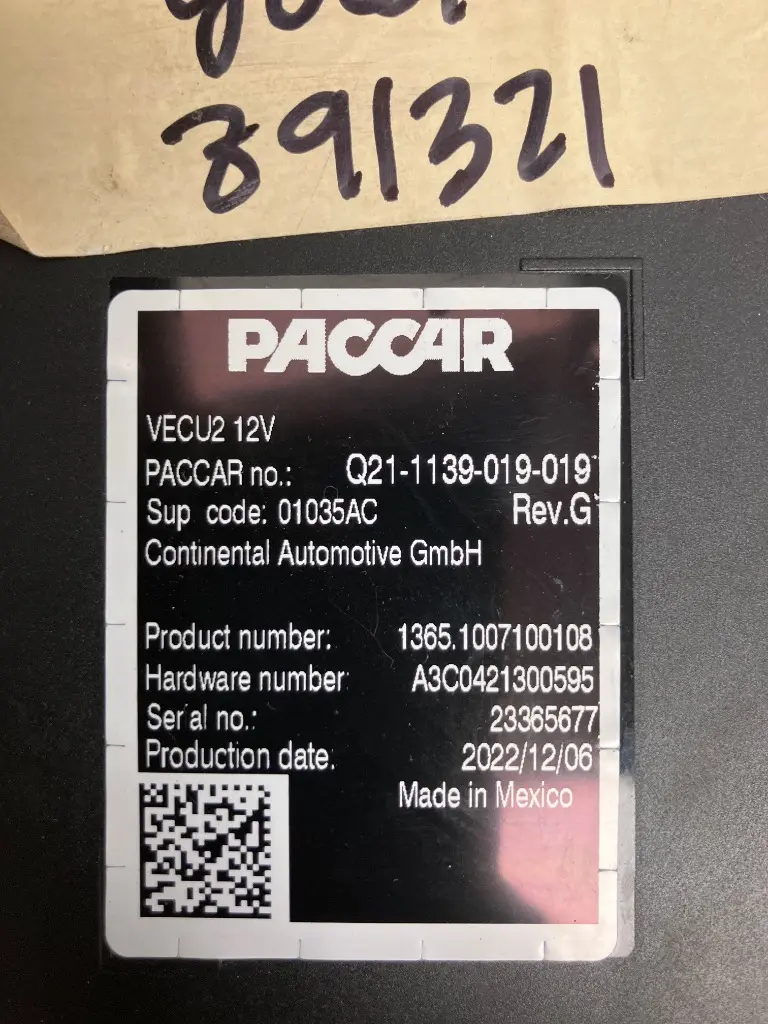 891321
PACCAR
VECU2 12V
PACCAR no.: Q21-1139-019-019
Sup code: 01035AC Rev.G
Continental Automotive GmbH
Product number: 1365.1007100108
Hardware number A3C0421300595
Serial no.: 23365677
Production date. 2022/12/06
Made in Mexico